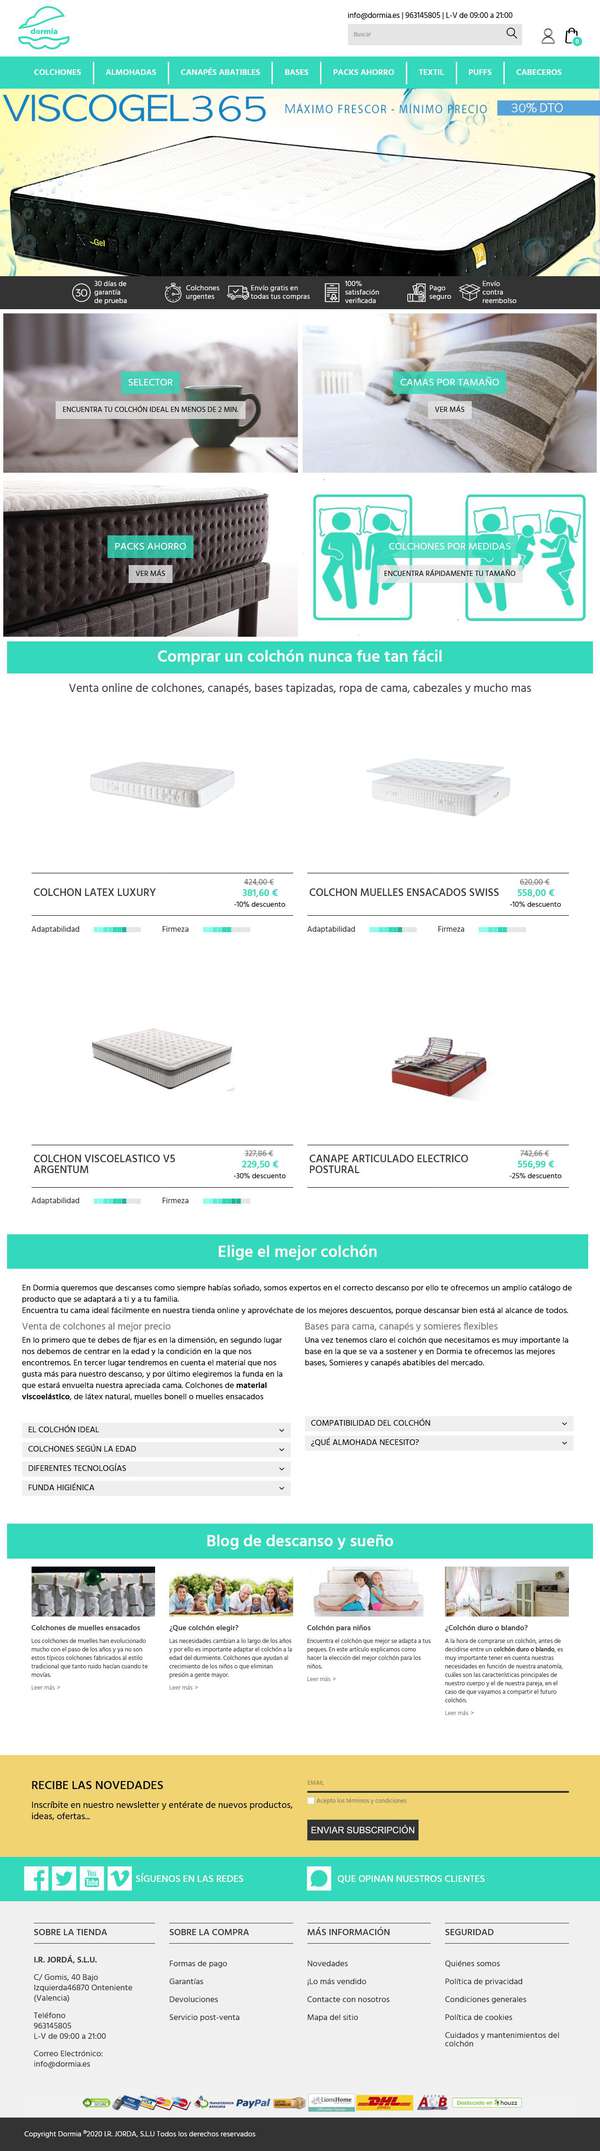 dormia
info@dormia.es | 963145805 | L-V de 09:00 a 21:00
Buscar
0
COLCHONES
ALMOHADAS
CANAPÉS ABATIBLES
BASES
PACKS AHORRO
TEXTIL
PUFFS
CABECEROS
VISCOGEL365
MÁXIMO FRESCOR - MÍNIMO PRECIO
30% DTO
Gel
30
30 días de
garantía
de prueba
Colchones
urgentes
Envío gratis en
todas tus compras
100%
satisfación
verificada
Pago
seguro
Envío
contra
reembolso
SELECTOR
ENCUENTRA TU COLCHÓN IDEAL EN MENOS DE 2 MIN.
CAMAS POR TAMAÑO
VER MÁS
PACKS AHORRO
VER MÁS
COLCHONES POR MEDIDAS
ENCUENTRA RÁPIDAMENTE TU TAMAÑO
Comprar un colchón nunca fue tan fácil
Venta online de colchones, canapés, bases tapizadas, ropa de cama, cabezales y mucho mas
COLCHON LATEX LUXURY
424,00 €
381,60 €
-10% descuento
Adaptabilidad
Firmeza
COLCHON MUELLES ENSACADOS SWISS
620,00 €
558,00 €
-10% descuento
Adaptabilidad
Firmeza
COLCHON VISCOELASTICO V5
ARGENTUM
327,86 €
229,50 €
-30% descuento
Adaptabilidad
Firmeza
CANAPE ARTICULADO ELECTRICO
POSTURAL
742,66 €
556,99 €
-25% descuento
Elige el mejor colchón
En Dormia queremos que descanses como siempre habías soñado, somos expertos en el correcto descanso por ello te ofrecemos un amplio catálogo de
producto que se adaptará a ti y a tu familia.
Encuentra tu cama ideal fácilmente en nuestra tienda online y aprovéchate de los mejores descuentos, porque descansar bien está al alcance de todos.
Venta de colchones al mejor precio
En lo primero que te debes de fijar es en la dimensión, en segundo lugar
nos debemos de centrar en la edad y la condición en la que nos
encontremos. En tercer lugar tendremos en cuenta el material que nos
gusta más para nuestro descanso, y por último elegiremos la funda en la
que estará envuelta nuestra apreciada cama. Colchones de material
viscoelástico, de látex natural, muelles bonell o muelles ensacados
Bases para cama, canapés y somieres flexibles
Una vez tenemos claro el colchón que necesitamos es muy importante la
base en la que se va a sostener y en Dormia te ofrecemos las mejores
bases, Somieres y canapés abatibles del mercado.
EL COLCHÓN IDEAL
COLCHONES SEGÚN LA EDAD
DIFERENTES TECNOLOGÍAS
FUNDA HIGIÉNICA
COMPATIBILIDAD DEL COLCHÓN
¿QUÉ ALMOHADA NECESITO?
Blog de descanso y sueño
Colchones de muelles ensacados
Los colchones de muelles han evolucionado
mucho con el paso de los años y ya no son
estos típicos colchones fabricados al estilo
tradicional que tanto ruido hacían cuando te
movías.
Leer más >
¿Que colchón elegir?
Las necesidades cambian a lo largo de los años
y por ello es importante adaptar el colchón a la
edad del durmiente. Colchones que ayudan al
crecimiento de los niños o que eliminan
presión a gente mayor.
Leer más >
Colchón para niños
Encuentra el colchón que mejor se adapta a tus
peques. En este artículo explicamos como
hacer la elección del mejor colchón para los
niños.
Leer más >
¿Colchón duro o blando?
A la hora de comprarse un colchón, antes de
decidirse entre un colchón duro o blando, es
muy importante tener en cuenta nuestras
necesidades en función de nuestra anatomía,
cuáles son las características principales de
nuestro cuerpo y el de nuestra pareja, en el
caso de que vayamos a compartir el futuro
colchón.
Leer más >
RECIBE LAS NOVEDADES
Inscríbite en nuestro newsletter y entérate de nuevos productos,
ideas, ofertas...
EMAIL
Acepto los términos y condiciones
ENVIAR SUBSCRIPCIÓN
You
Tube
SÍGUENOS EN LAS REDES
QUE OPINAN NUESTROS CLIENTES
SOBRE LA TIENDA
I.R. JORDÁ, S.L.U.
C/ Gomis, 40 Bajo
Izquierda46870 Onteniente
(Valencia)
Teléfono
963145805
L-V de 09:00 a 21:00
Correo Electrónico:
info@dormia.es
SOBRE LA COMPRA
Formas de pago
Garantías
Devoluciones
Servicio post-venta
MÁS INFORMACIÓN
Novedades
¡Lo más vendido
Contacte con nosotros
Mapa del sitio
SEGURIDAD
Quiénes somos
Política de privacidad
Condiciones generales
Política de cookies
Cuidados y mantenimientos del
colchón
PayPal
LionsHome
DHL
Destacado en houzz
Copyright Dormia ®2020 I.R. JORDA, S.L.U Todos los derechos reservados